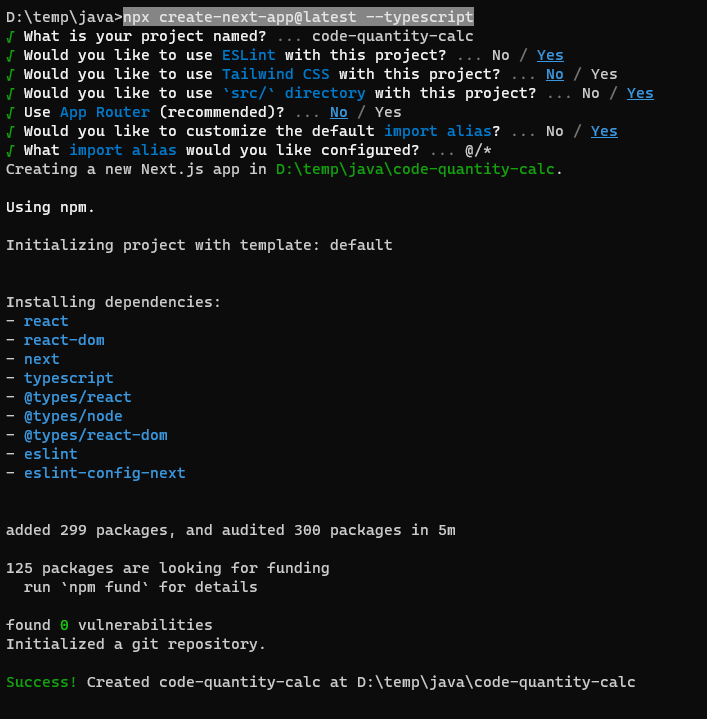 D:\temp\java>npx create-next-app@latest --typescript
√ What is your project named? ... code-quantity-calc
√ Would you like to use ESLint with this project? ... No / Yes
√ Would you like to use Tailwind CSS with this project? ... No / Yes
√ Would you like to use `src/` directory with this project? ... No / Yes
√ Use App Router (recommended)? ... No / Yes
√ Would you like to customize the default import alias? ... No / Yes
√ What import alias would you like configured? ... @/*
Creating a new Next.js app in D:\temp\java\code-quantity-calc.
Using npm.
Initializing project with template: default
Installing dependencies:
- react
- react-dom
- next
- typescript
- @types/react
- @types/node
- @types/react-dom
- eslint
- eslint-config-next
added 299 packages, and audited 300 packages in 5m
125 packages are looking for funding
run `npm fund` for details
found 0 vulnerabilities
Initialized a git repository.
Success! Created code-quantity-calc at D:\temp\java\code-quantity-calc